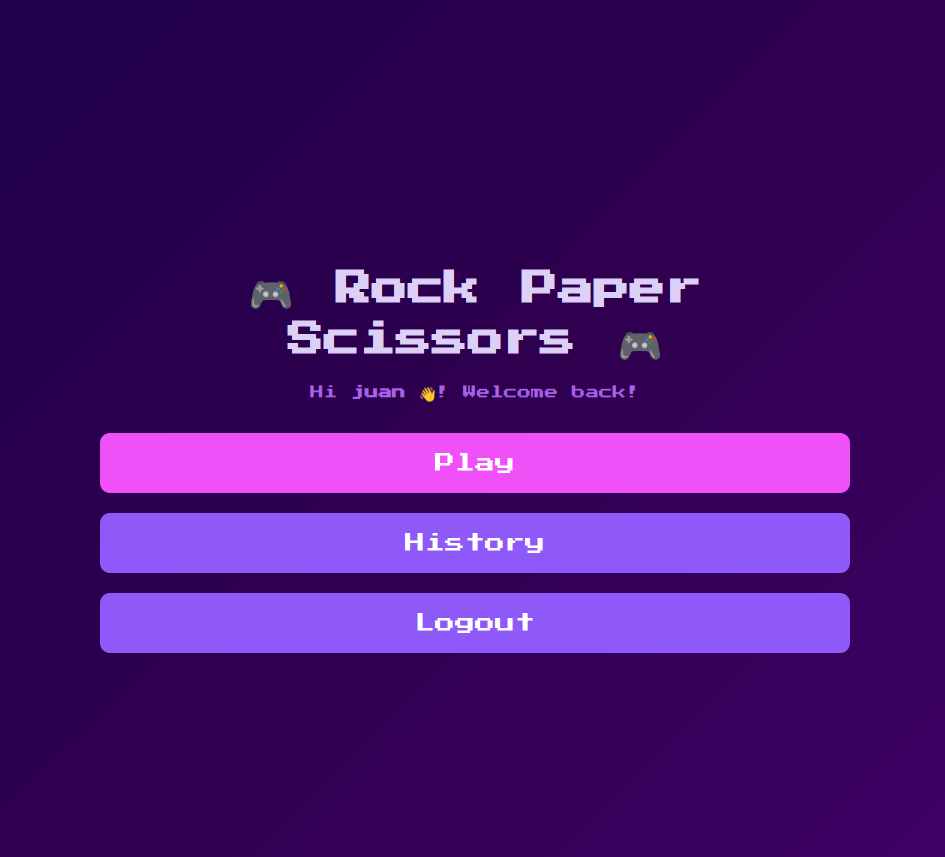 🎮 Rock Paper
Scissors 🎮
Hi juan 👋! Welcome back!
Play
History
Logout